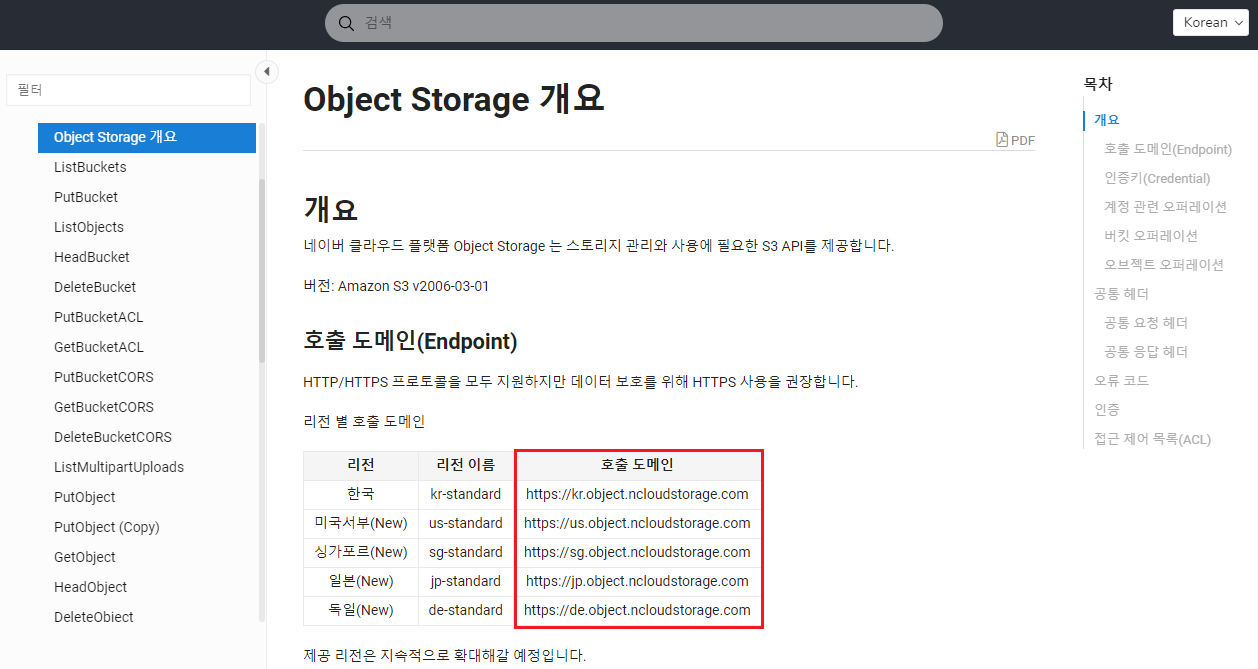 검색
Korean
필터
Object Storage 개요
ListBuckets
PutBucket
ListObjects
HeadBucket
DeleteBucket
PutBucketACL
GetBucketACL
PutBucketCORS
GetBucketCORS
DeleteBucketCORS
ListMultipartUploads
PutObject
PutObject (Copy)
GetObject
HeadObject
DeleteObject
Object Storage 개요
PDF
개요
네이버 클라우드 플랫폼 Object Storage 는 스토리지 관리와 사용에 필요한 S3 API를 제공합니다.
버전: Amazon S3 v2006-03-01
호출 도메인(Endpoint)
HTTP/HTTPS 프로토콜을 모두 지원하지만 데이터 보호를 위해 HTTPS 사용을 권장합니다.
리전 별 호출 도메인
리전 리전 이름 호출 도메인
한국 kr-standard https://kr.object.ncloudstorage.com
미국서부(New) us-standard https://us.object.ncloudstorage.com
싱가포르(New) sg-standard https://sg.object.ncloudstorage.com
일본(New) jp-standard https://jp.object.ncloudstorage.com
독일(New) de-standard https://de.object.ncloudstorage.com
제공 리전은 지속적으로 확대해갈 예정입니다.
목차
개요
호출 도메인(Endpoint)
인증키(Credential)
계정 관련 오퍼레이션
버킷 오퍼레이션
오브젝트 오퍼레이션
공통 헤더
공통 요청 헤더
공통 응답 헤더
오류 코드
인증
접근 제어 목록(ACL)